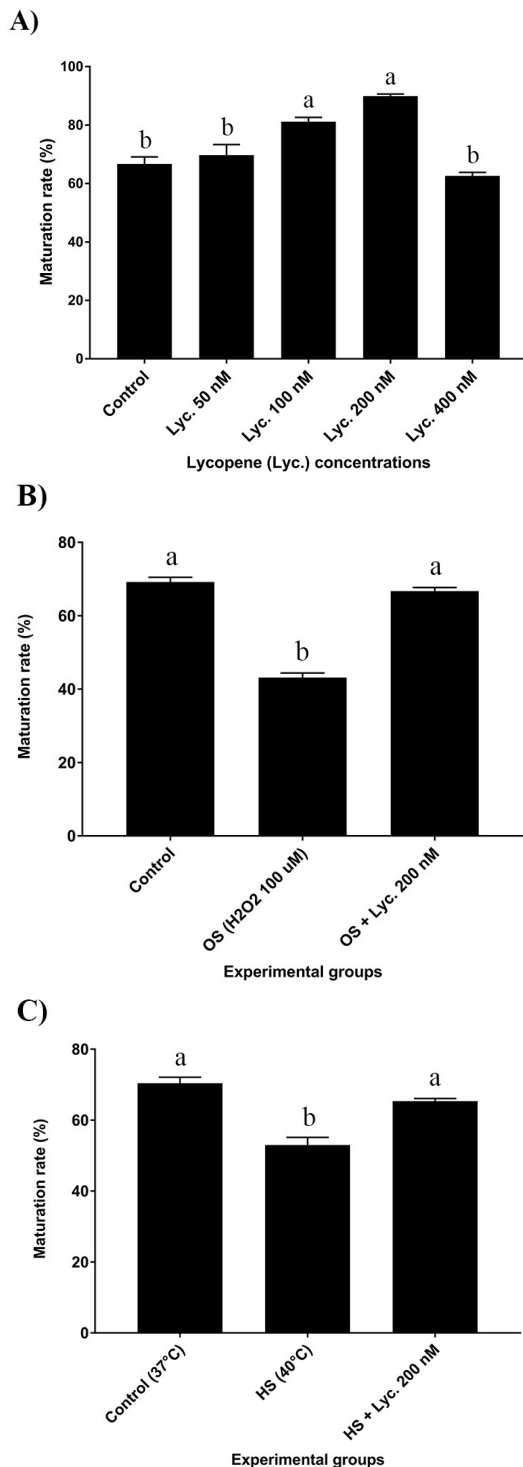 A)
Maturation rate (%)
100
80
60
40
20
0
b
b
a
a
b
Control
Lyc. 50 nM
Lyc. 100 nM
Lyc. 200 nM
Lyc. 400 nM
Lycopene (Lyc.) concentrations
B)
Maturation rate (%)
80
60
40
20
0
a
b
a
Control
OS (H2O2 100 uM)
OS + Lyc. 200 nM
Experimental groups
C)
Maturation rate (%)
80
60
40
20
0
a
b
a
Control (37°C)
HS (40°C)
HS + Lyc. 200 nM
Experimental groups